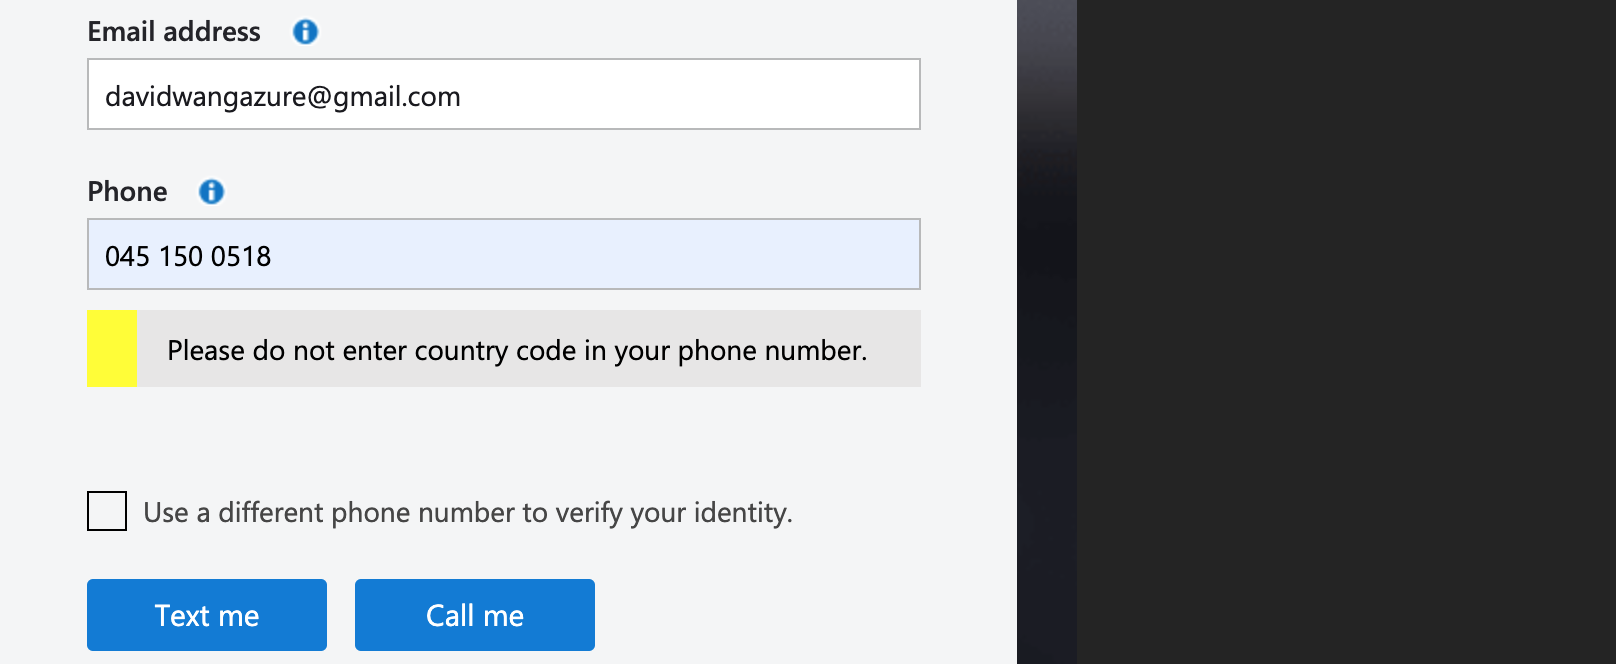 Email address
davidwangazure@gmail.com
Phone
045 150 0518
Please do not enter country code in your phone number.
Use a different phone number to verify your identity.
Text me
Call me